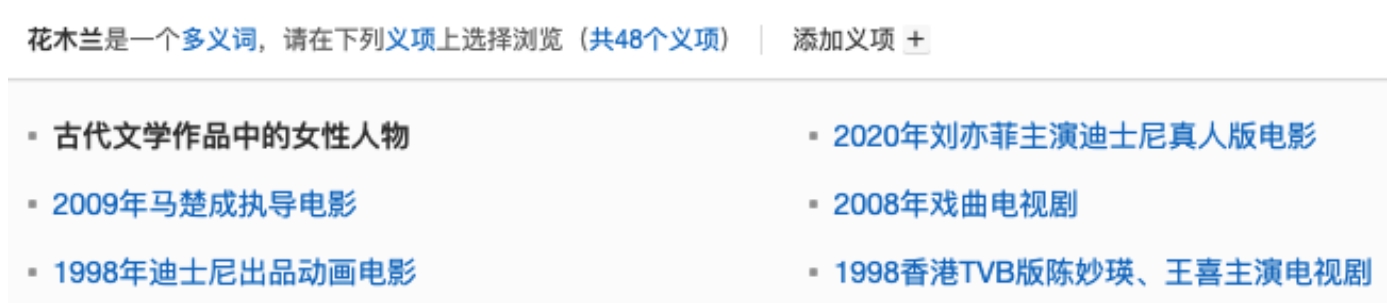 花木兰是一个多义词，请在下列义项上选择浏览（共48个义项） 添加义项 +
▪ 古代文学作品中的女性人物
▪ 2020年刘亦菲主演迪士尼真人版电影
▪ 2009年马楚成执导电影
▪ 2008年戏曲电视剧
▪ 1998年迪士尼出品动画电影
▪ 1998香港TVB版陈妙瑛、王喜主演电视剧